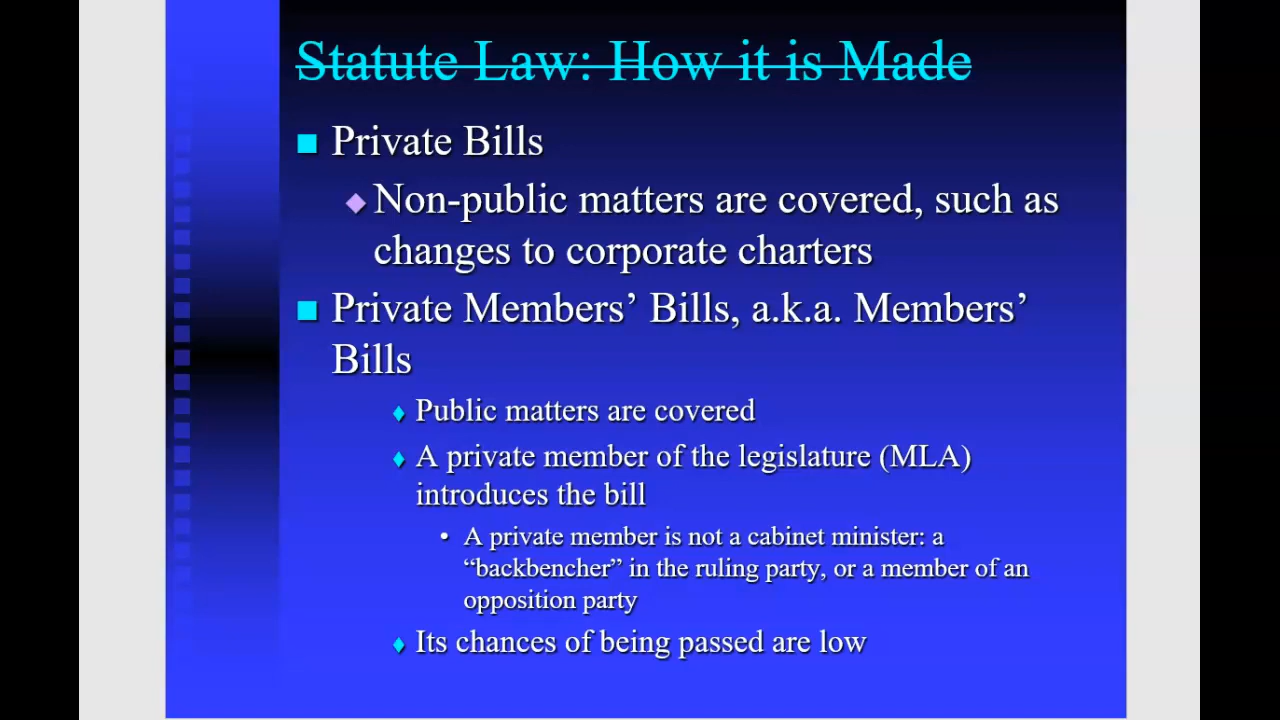 Statute Law: How it is Made
Private Bills
Non-public matters are covered, such as
changes to corporate charters
Private Members’ Bills, a.k.a. Members’
Bills
Public matters are covered
A private member of the legislature (MLA)
introduces the bill
A private member is not a cabinet minister: a
“backbencher” in the ruling party, or a member of an
opposition party
Its chances of being passed are low